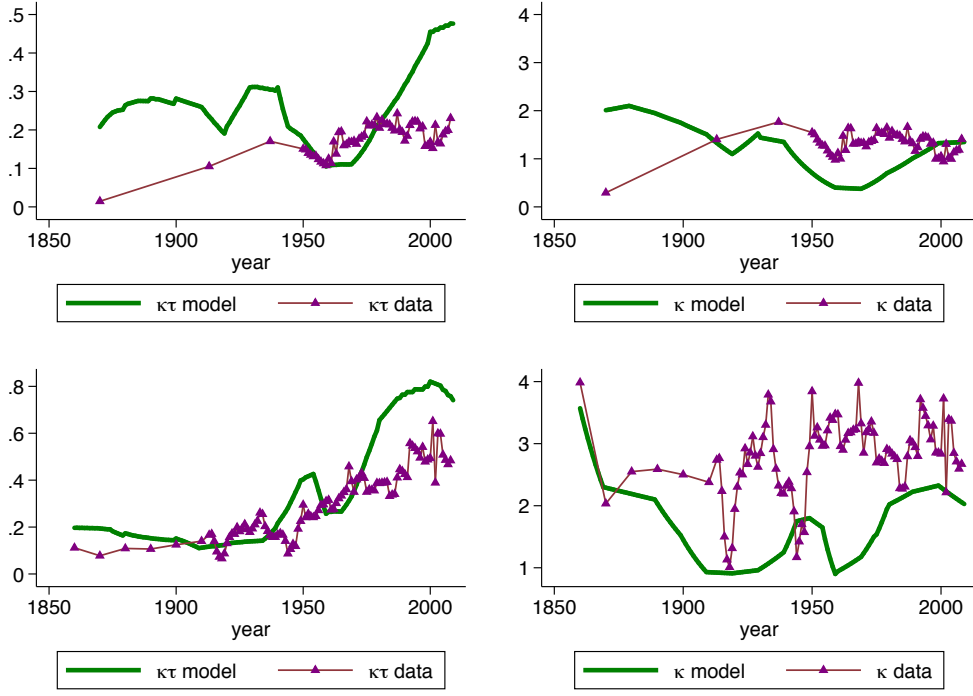 .5
.4
.3
.2
.1
0
1850 1900 1950 2000
year
κτ model κτ data
4
3
2
1
0
1850 1900 1950 2000
year
κ model κ data
.8
.6
.4
.2
0
1850 1900 1950 2000
year
κτ model κτ data
4
3
2
1
1850 1900 1950 2000
year
κ model κ data